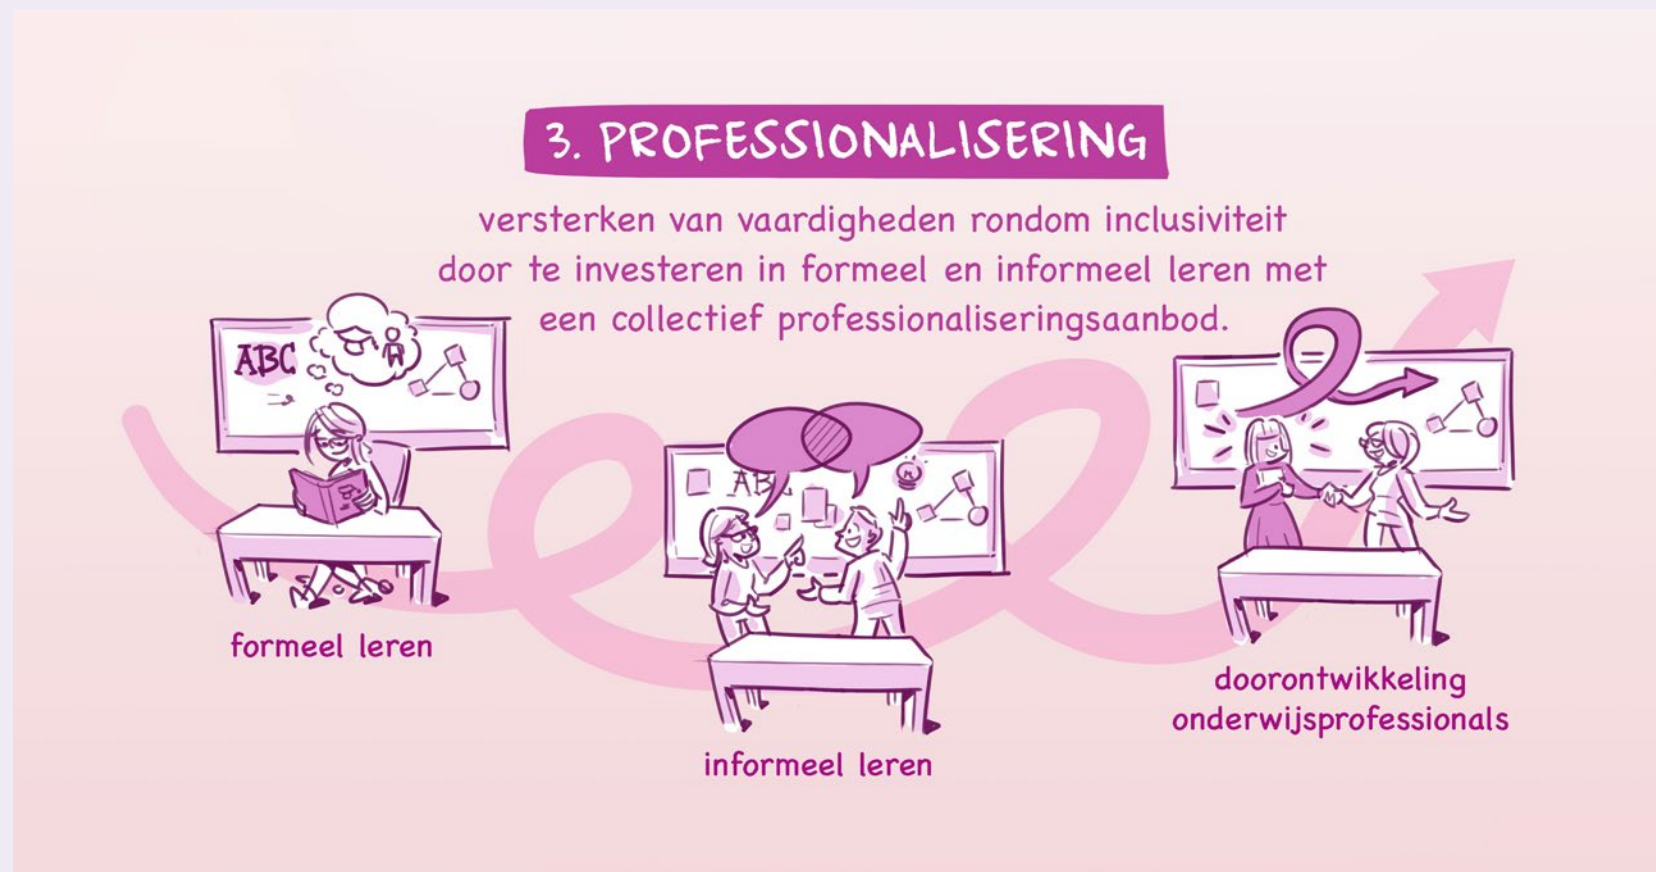 3. PROFESSIONALISERING
versterken van vaardigheden rondom inclusiviteit
door te investeren in formeel en informeel leren met
een collectief professionaliseringsaanbod.
ABC
formeel leren
ABC
informeel leren
doorontwikkeling
onderwijsprofessionals